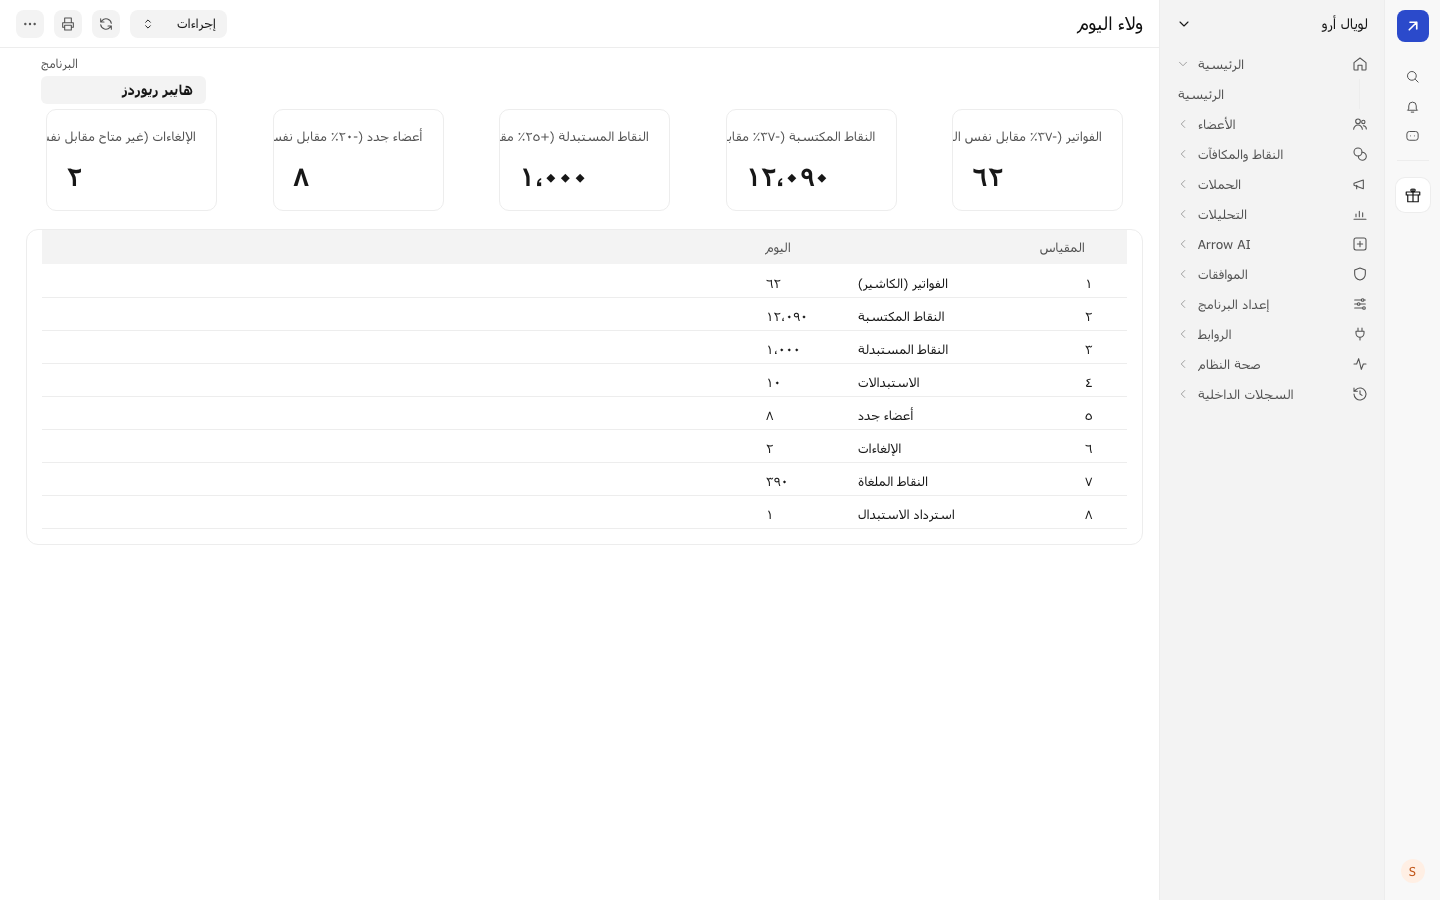 لويال أرو
الرئيسية
الرئيسية
الأعضاء
النقاط والمكافآت
الحملات
التحليلات
Arrow AI
الموافقات
إعداد البرنامج
الروابط
صحة النظام
السجلات الداخلية
S
ولاء اليوم
إجراءات
البرنامج
هايبر ريوردز
الفواتير (-٣٧٪ مقابل نفس ال
٦٢
النقاط المكتسبة (-٣٧٪ مقاب
١٢،٠٩٠
النقاط المستبدلة (+٢٥٪ مق
١،٠٠٠
أعضاء جدد (-٢٠٪ مقابل نفس
٨
الإلغاءات (غير متاح مقابل نف
٢
المقياس اليوم
١ الفواتير (الكاشير) ٦٢
٢ النقاط المكتسبة ١٢،٠٩٠
٣ النقاط المستبدلة ١،٠٠٠
٤ الاستبدالات ١٠
٥ أعضاء جدد ٨
٦ الإلغاءات ٢
٧ النقاط الملغاة ٣٩٠
٨ استرداد الاستبدال ١